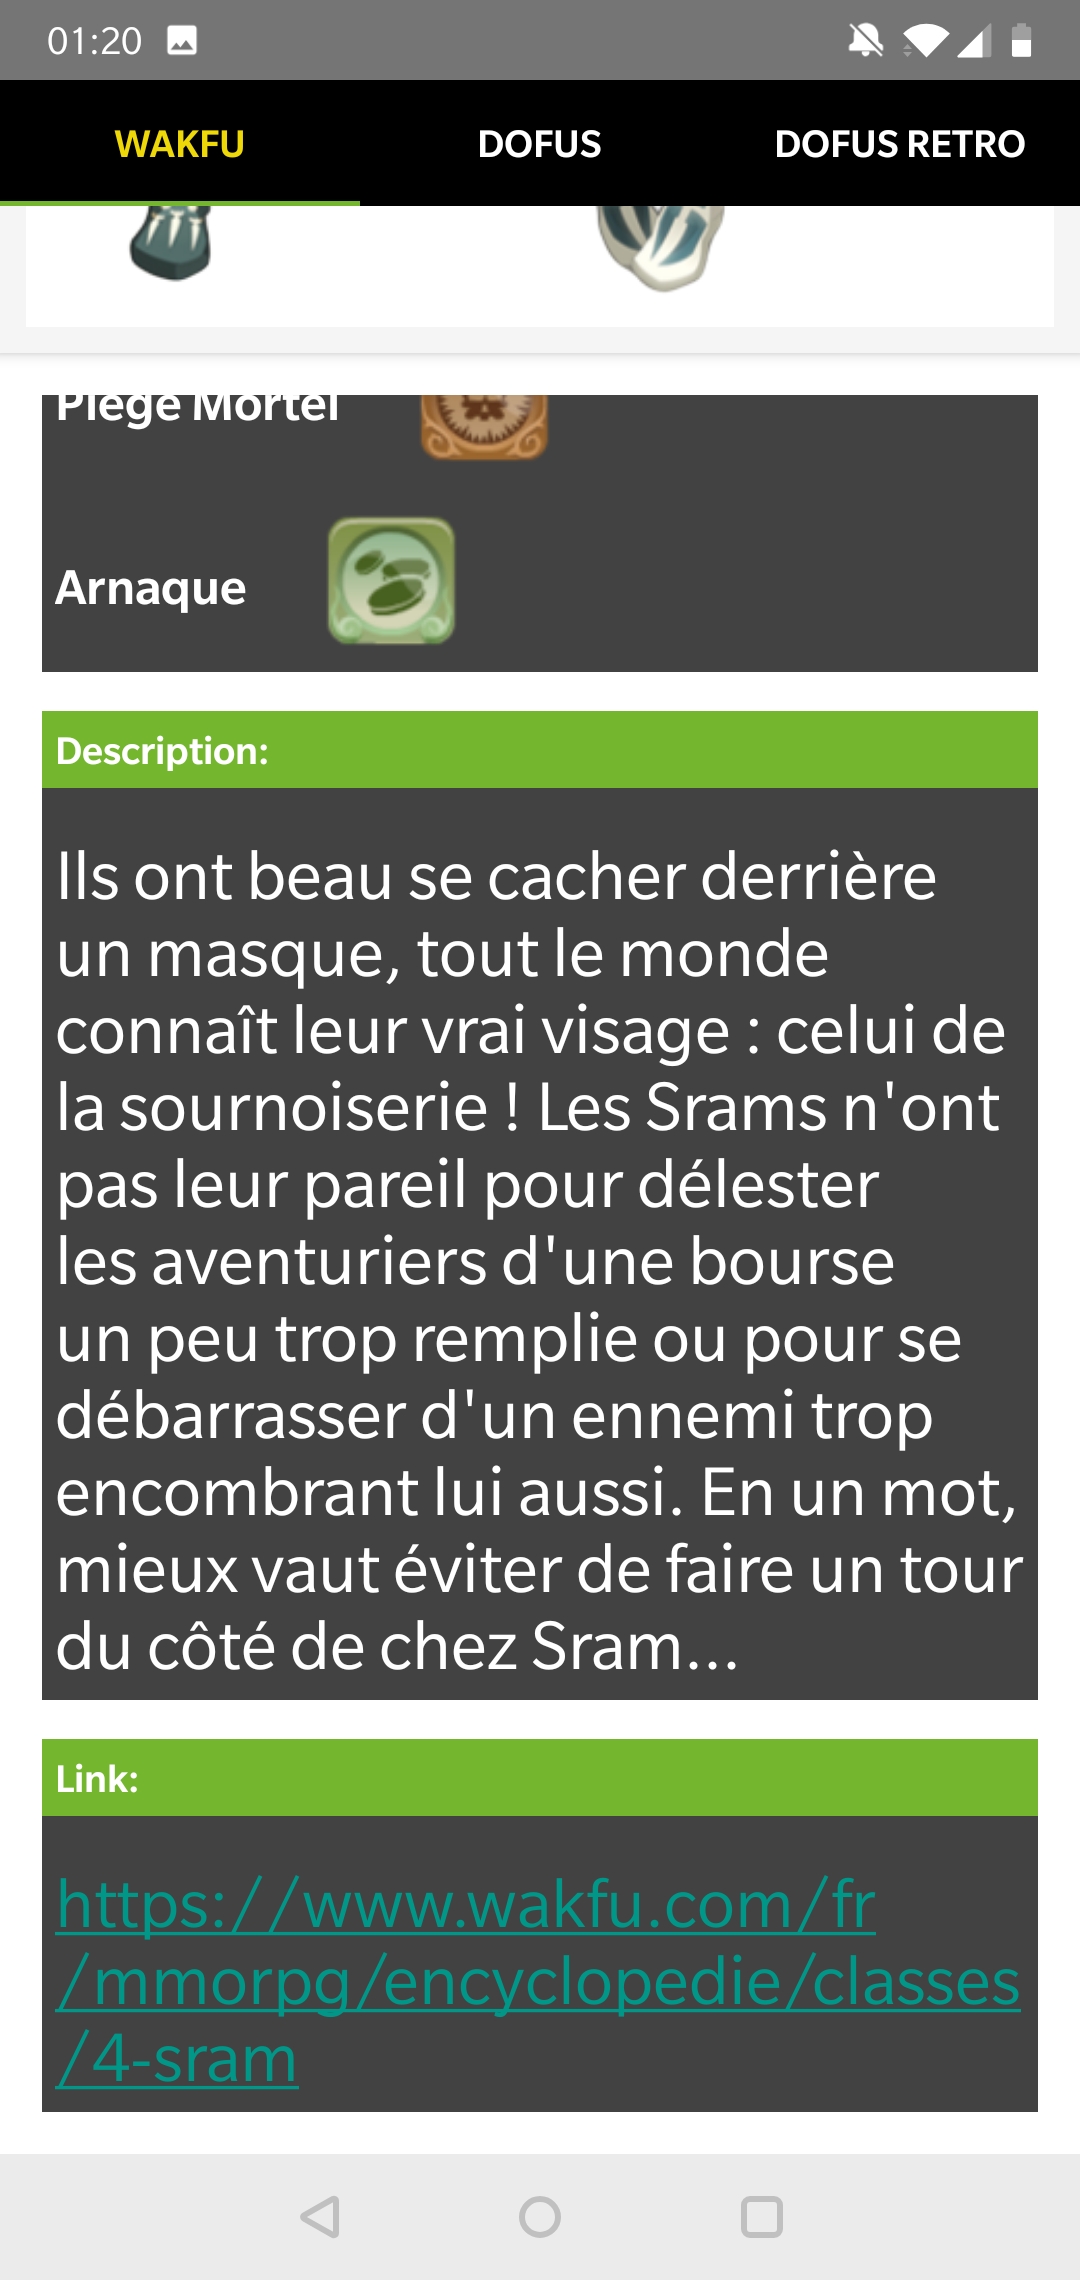 01:20
WAKFU DOFUS DOFUS RETRO
Piège Mortel
Arnaque
Description:
Ils ont beau se cacher derrière
un masque, tout le monde
connaît leur vrai visage : celui de
la sournoiserie ! Les Srams n'ont
pas leur pareil pour délester
les aventuriers d'une bourse
un peu trop remplie ou pour se
débarrasser d'un ennemi trop
encombrant lui aussi. En un mot,
mieux vaut éviter de faire un tour
du côté de chez Sram...
Link:
https://www.wakfu.com/fr
/mmorpg/encyclopedie/classes
/4-sram